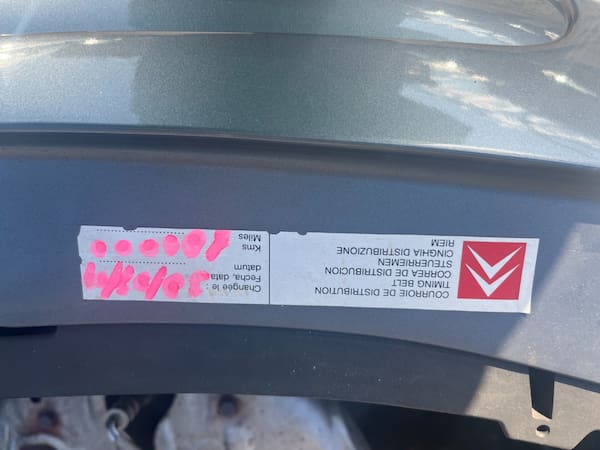 COURROIE DE DISTRIBUTION
TIMING BELT
CORREA DE DISTRIBUCION
STEUERRIEMEN
CINGHIA DISTRIBUZIONE
RIEM
Changée le :
Fecha, data
datum
Kms
Miles